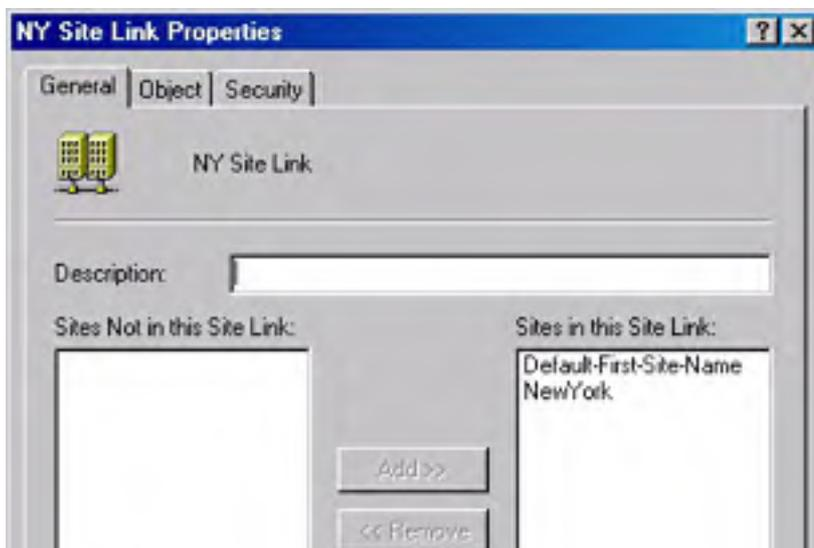 NY Site Link Properties
General Object Security
NY Site Link
Description:
Sites Not in this Site Link:
Sites in this Site Link:
Default-First-Site-Name
NewYork
Add >>
<< Remove